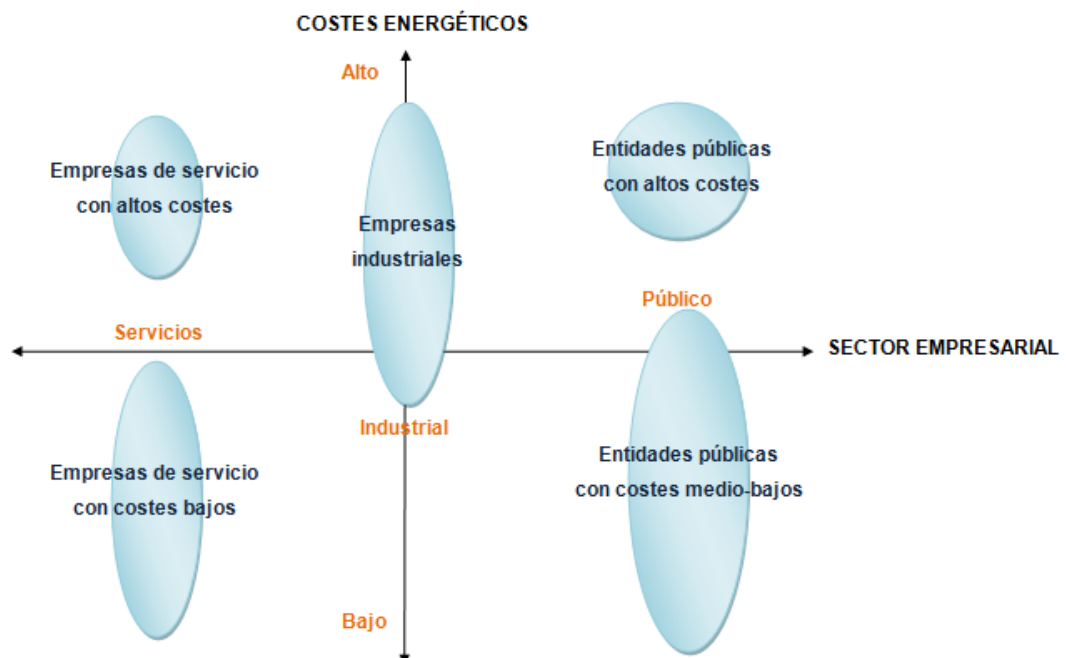 COSTES ENERGÉTICOS
Alto
Empresas de servicio
con altos costes
Empresas
industriales
Entidades públicas
con altos costes
Servicios
Público
SECTOR EMPRESARIAL
Industrial
Empresas de servicio
con costes bajos
Entidades públicas
con costes medio-bajos
Bajo